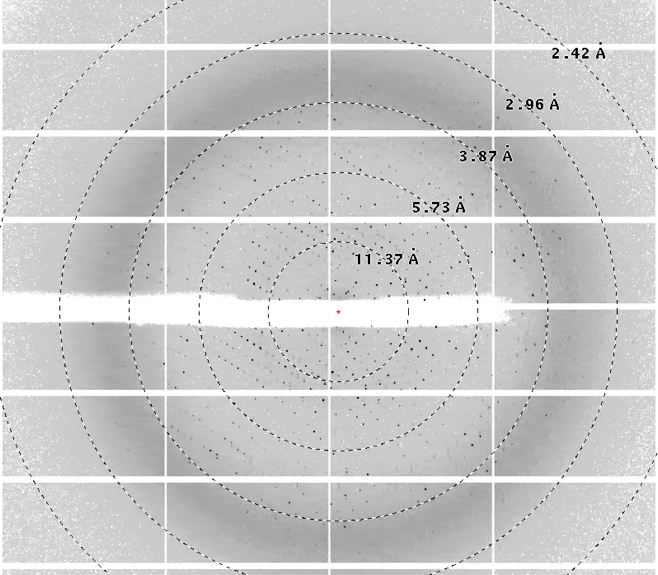 2.42 Å
2.96 Å
3.87 Å
5.73 Å
11.37 Å